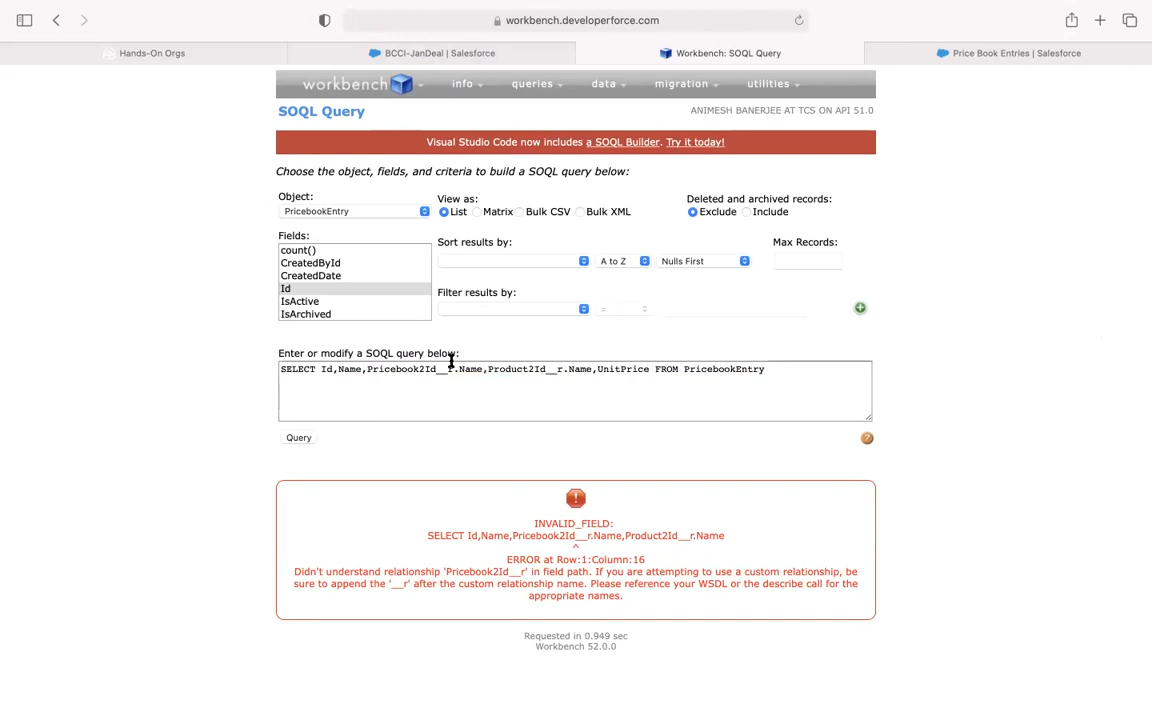 workbench.developerforce.com
Hands-On Orgs
BCCI-JanDeal | Salesforce
Workbench: SOQL Query
Price Book Entries | Salesforce
workbench
info
queries
data
migration
utilities
SOQL Query
ANIMESH BANERJEE AT TCS ON API 51.0
Visual Studio Code now includes a SOQL Builder. Try it today!
Choose the object, fields, and criteria to build a SOQL query below:
Object:
View as:
Deleted and archived records:
PricebookEntry
List Matrix Bulk CSV Bulk XML
Exclude Include
Fields:
Sort results by:
Max Records:
count()
CreatedById
CreatedDate
Id
IsActive
IsArchived
A to Z
Nulls First
Filter results by:
=
Enter or modify a SOQL query below:
SELECT Id,Name,Pricebook2Id__r.Name,Product2Id__r.Name,UnitPrice FROM PricebookEntry
Query
?
!
INVALID_FIELD:
SELECT Id,Name,Pricebook2Id__r.Name,Product2Id__r.Name
^
ERROR at Row:1:Column:16
Didn't understand relationship 'Pricebook2Id__r' in field path. If you are attempting to use a custom relationship, be
sure to append the '__r' after the custom relationship name. Please reference your WSDL or the describe call for the
appropriate names.
Requested in 0.949 sec
Workbench 52.0.0